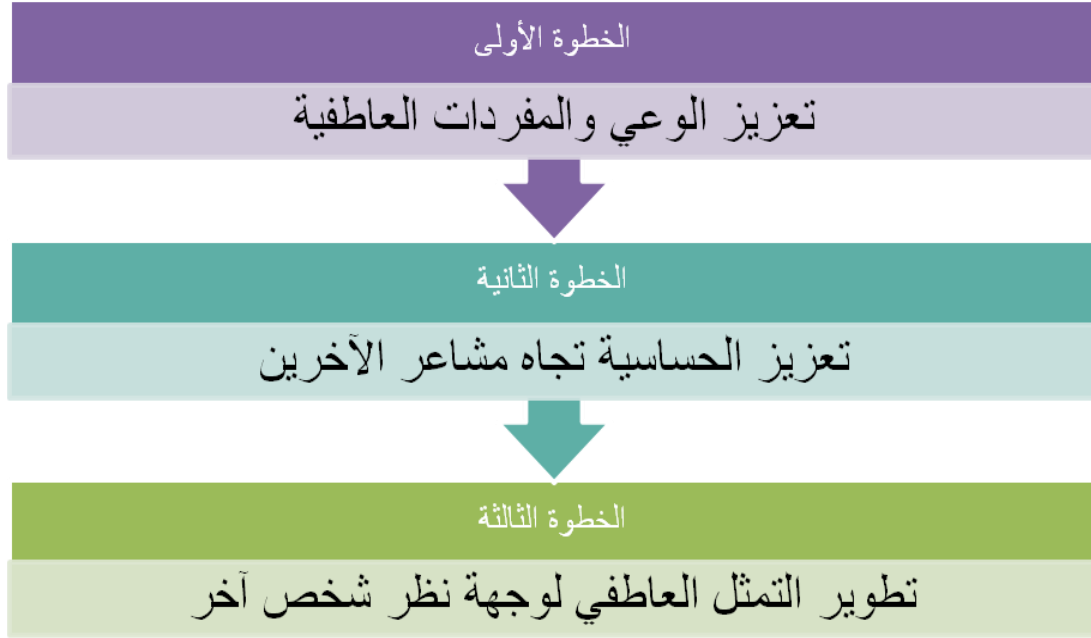 الخطوة الأولى
تعزيز الوعي والمفردات العاطفية
الخطوة الثانية
تعزيز الحساسية تجاه مشاعر الآخرين
الخطوة الثالثة
تطوير التمثل العاطفي لوجهة نظر شخص آخر